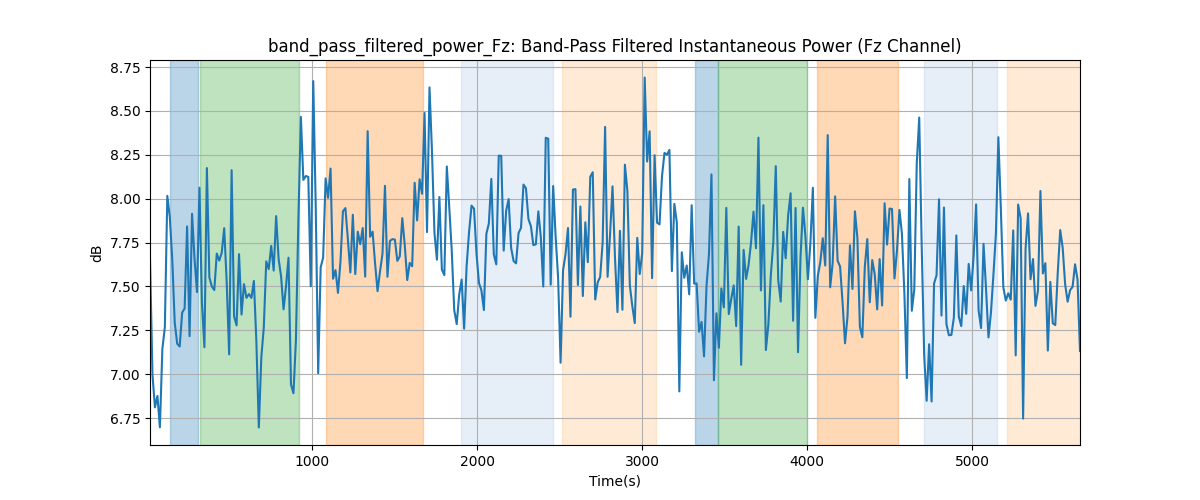 band_pass_filtered_power_Fz: Band-Pass Filtered Instantaneous Power (Fz Channel)
8.75
8.50
8.25
8.00
7.75
7.50
7.25
7.00
6.75
dB
1000 2000 3000 4000 5000
Time(s)